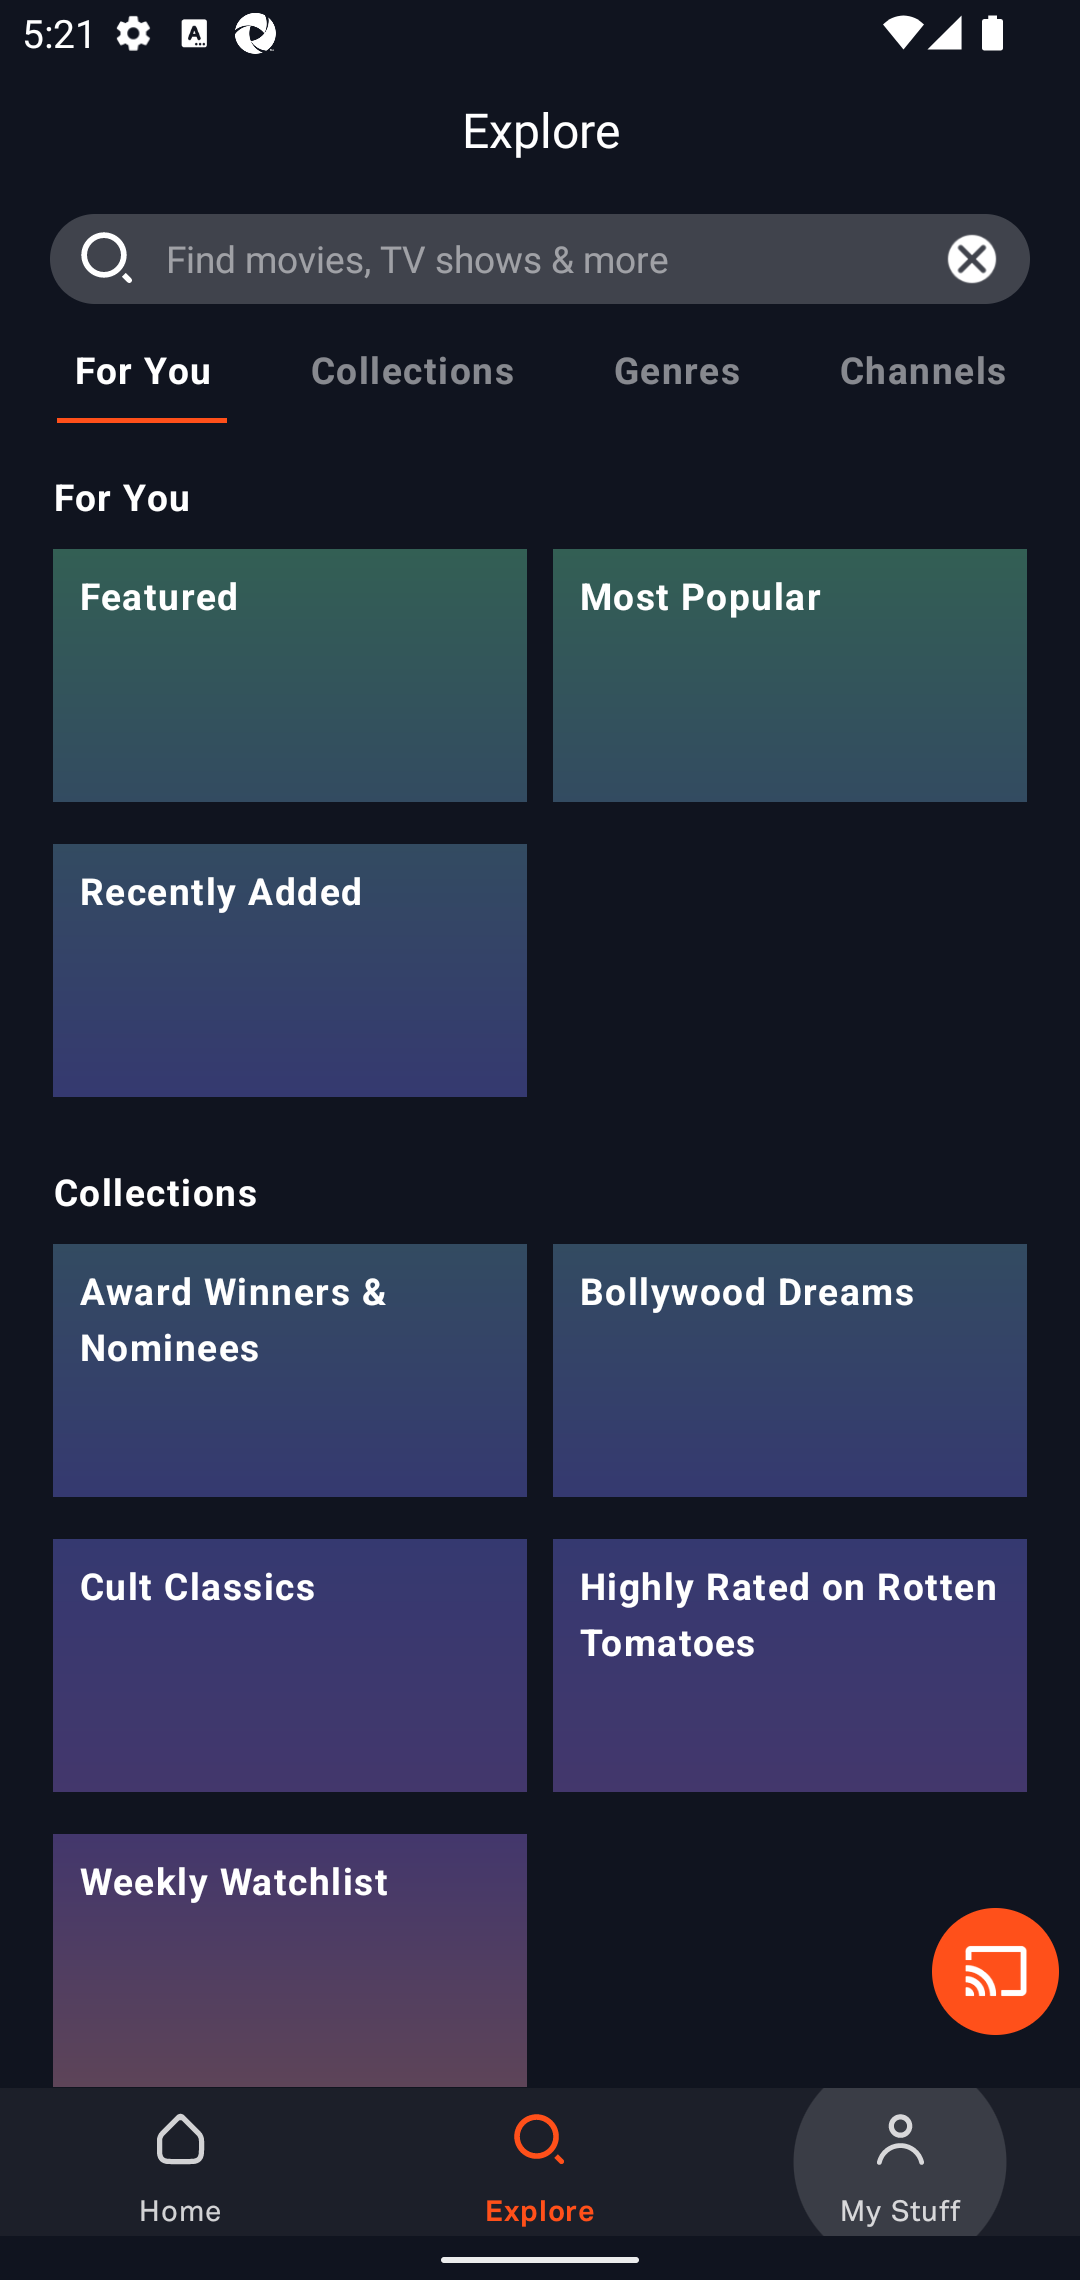 5:21
Explore
Find movies, TV shows & more
For You Collections Genres Channels
For You
Featured Most Popular
Recently Added
Collections
Award Winners & Nominees
Bollywood Dreams
Cult Classics
Highly Rated on Rotten Tomatoes
Weekly Watchlist
Home Explore My Stuff